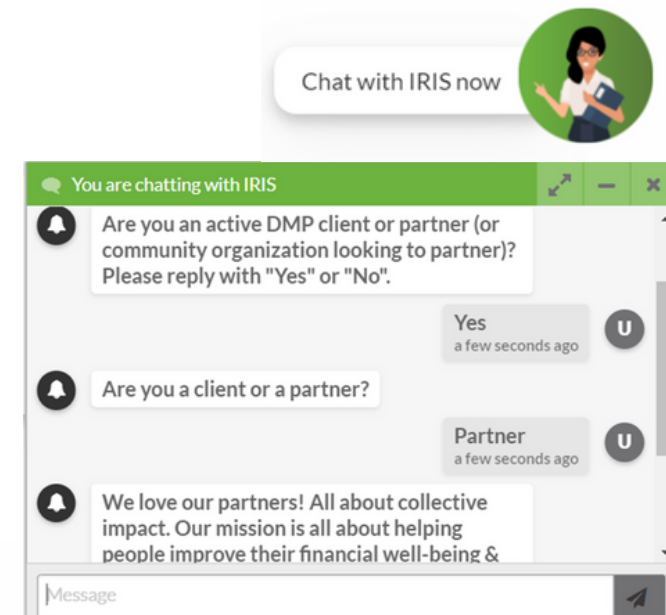 Chat with IRIS now
You are chatting with IRIS
Are you an active DMP client or partner (or
community organization looking to partner)?
Please reply with "Yes" or "No".
Yes
U
a few seconds ago
Are you a client or a partner?
Partner
U
a few seconds ago
We love our partners! All about collective
impact. Our mission is all about helping
people improve their financial well-being &
Message